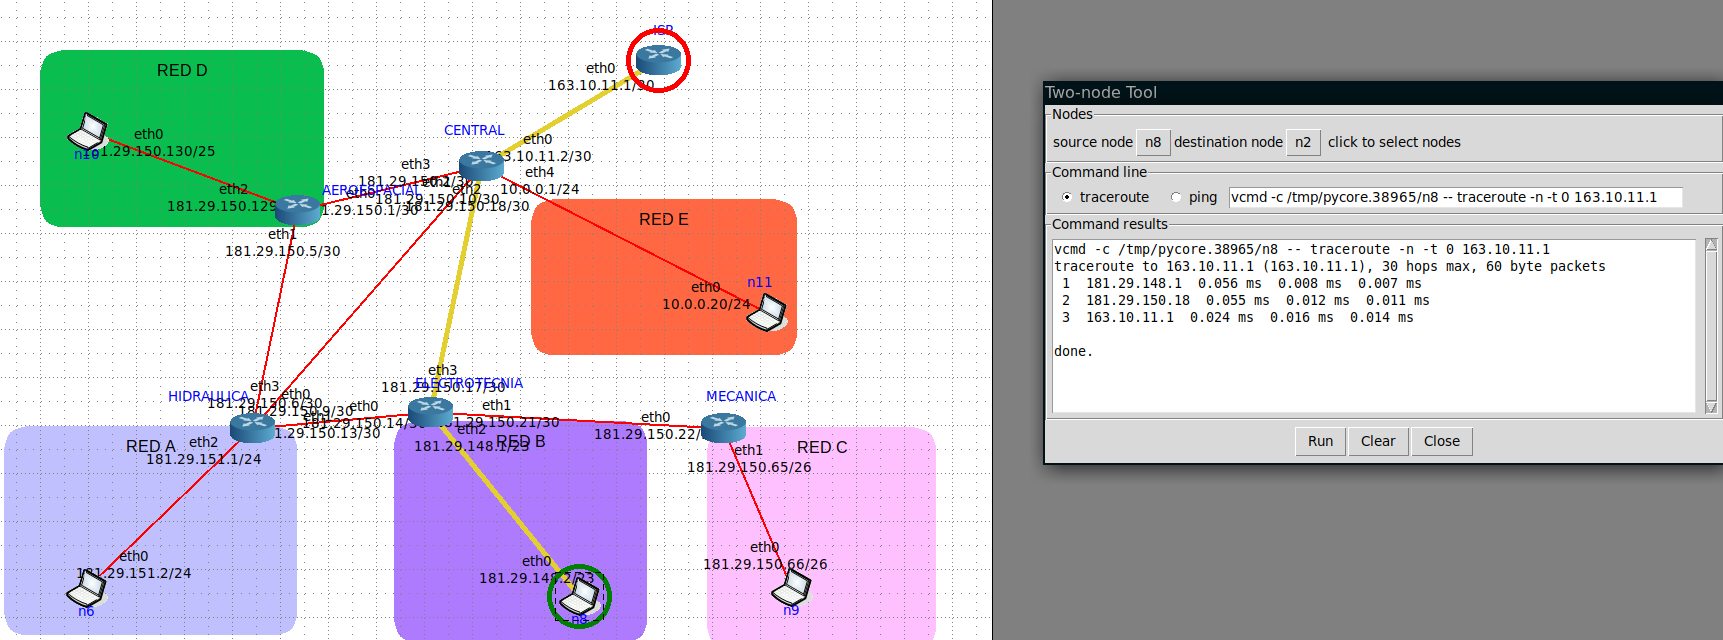 ISP
eth0
163.10.11.1/30
RED D
CENTRAL
eth0
163.10.11.2/30
eth4
10.0.0.1/24
eth3
eth2
181.29.150.10/30
181.29.150.18/30
eth0
181.29.150.130/25
n10
eth2
181.29.150.129
AEROESPACIAL
eth0
181.29.150.1/30
eth1
181.29.150.5/30
RED E
n11
eth0
10.0.0.20/24
eth3
181.29.150.17/30
ELECTROTECNIA
HIDRAULICA
eth3
181.29.150.6/30
eth0
181.29.150.9/30
eth1
181.29.150.13/30
eth0
181.29.150.14/30
eth1
181.29.150.21/30
eth2
181.29.148.1/23
MECANICA
eth0
181.29.150.22/
eth1
181.29.150.65/26
RED A
eth2
181.29.151.1/24
RED B
RED C
eth0
181.29.151.2/24
n6
eth0
181.29.148.2/23
n8
eth0
181.29.150.66/26
n9
Two-node Tool
Nodes
source node n8 destination node n2 click to select nodes
Command line
traceroute ping vcmd -c /tmp/pycore.38965/n8 -- traceroute -n -t 0 163.10.11.1
Command results
vcmd -c /tmp/pycore.38965/n8 -- traceroute -n -t 0 163.10.11.1
traceroute to 163.10.11.1 (163.10.11.1), 30 hops max, 60 byte packets
1 181.29.148.1 0.056 ms 0.008 ms 0.007 ms
2 181.29.150.18 0.055 ms 0.012 ms 0.011 ms
3 163.10.11.1 0.024 ms 0.016 ms 0.014 ms
done.
Run Clear Close